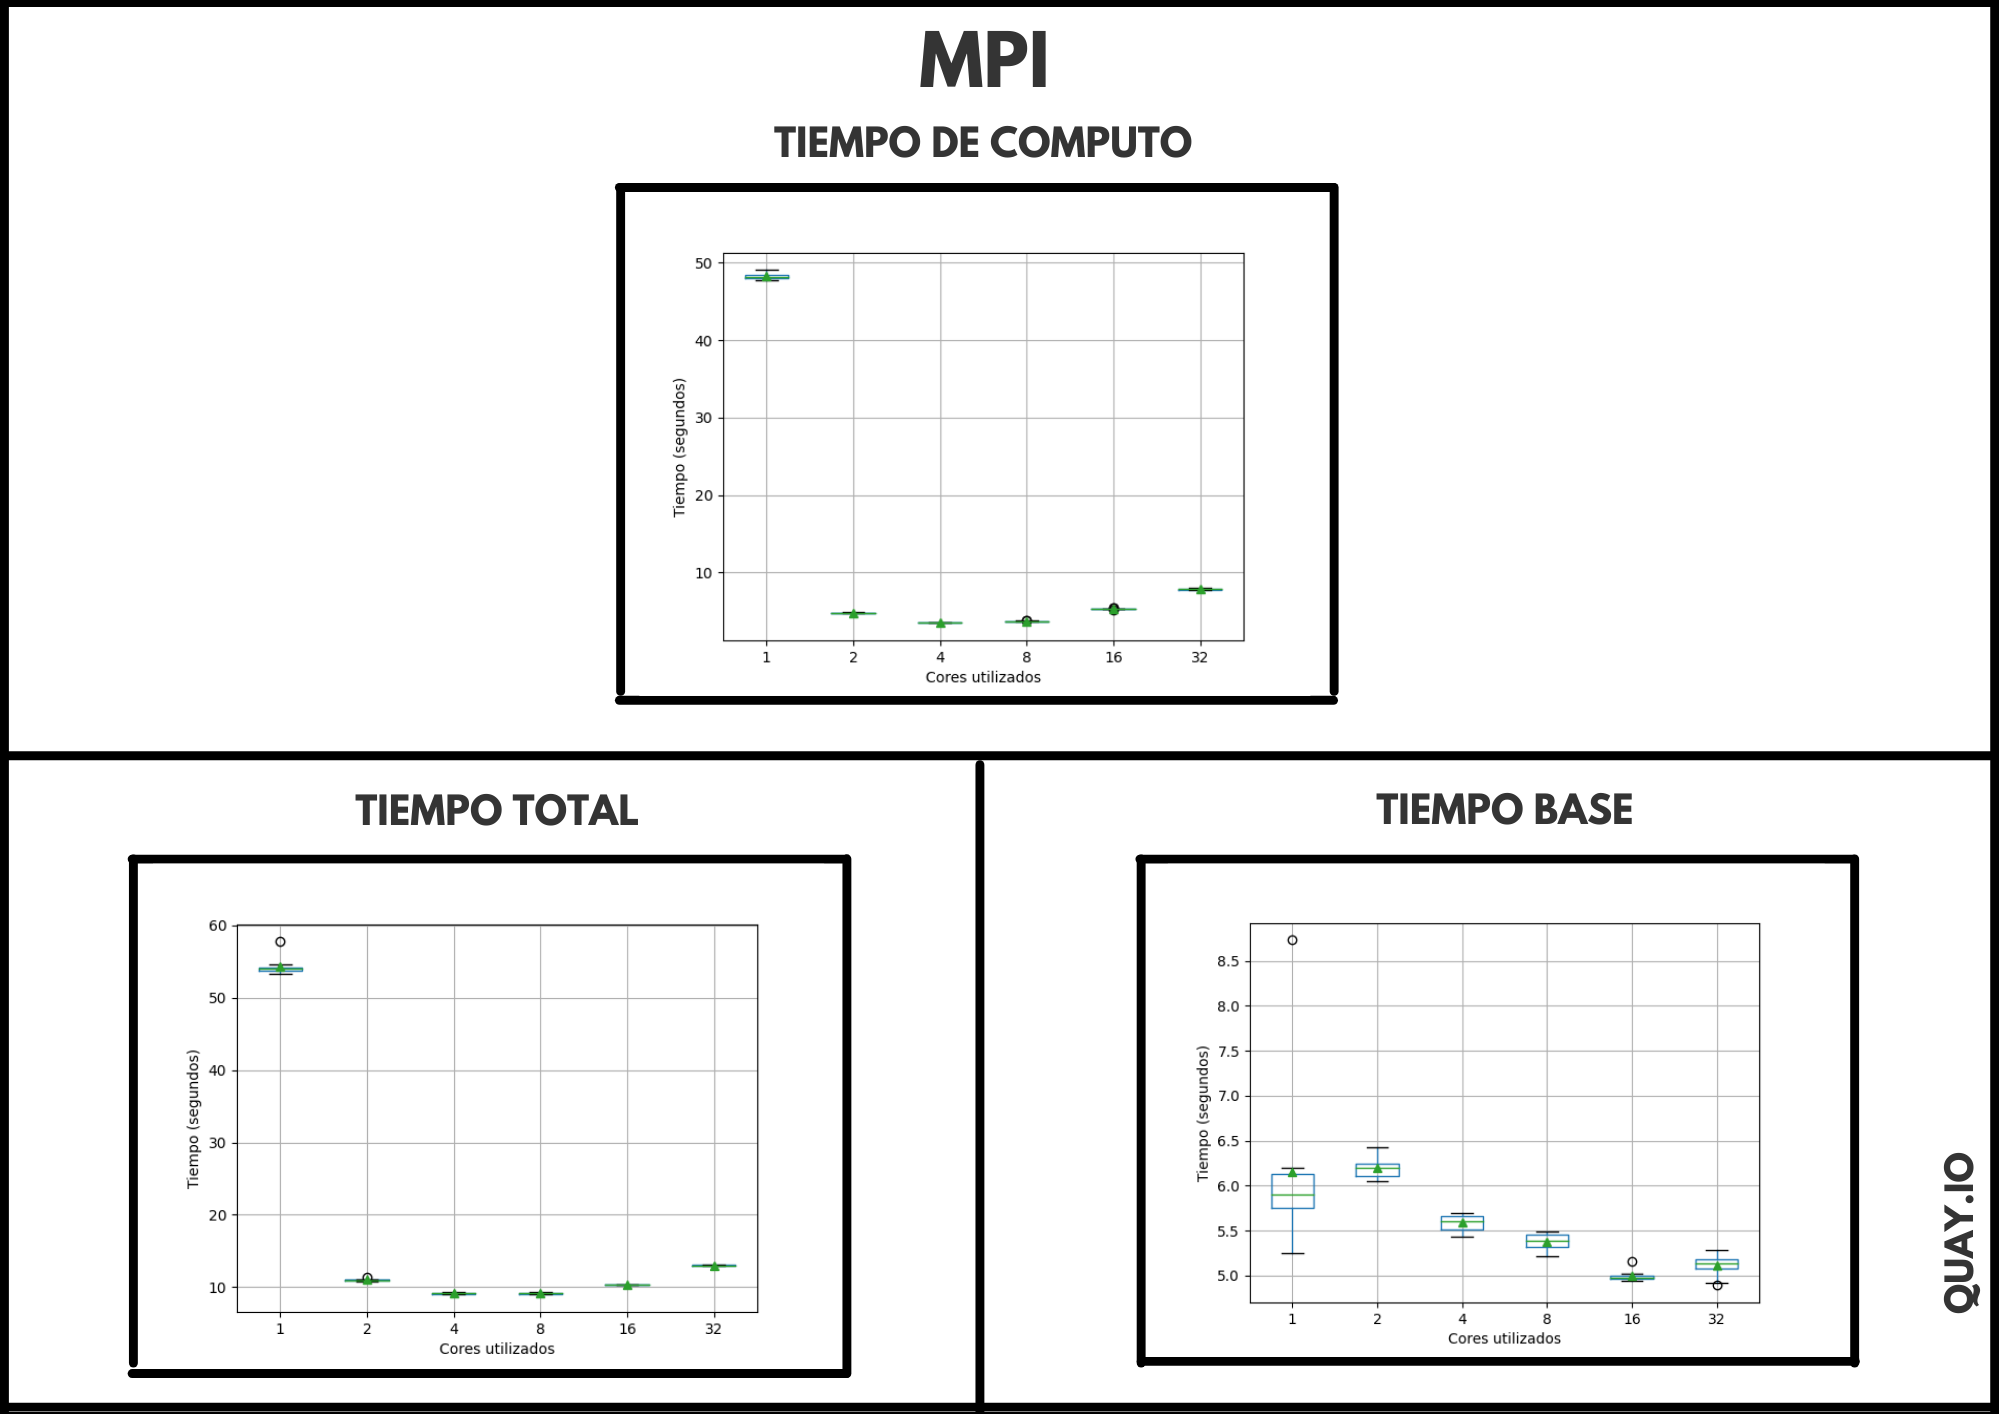 MPI
TIEMPO DE COMPUTO
50
40
30
20
10
Tiempo (segundos)
1 2 4 8 16 32
Cores utilizados
TIEMPO TOTAL
60
50
40
30
20
10
Tiempo (segundos)
1 2 4 8 16 32
Cores utilizados
TIEMPO BASE
8.5
8.0
7.5
7.0
6.5
6.0
5.5
5.0
Tiempo (segundos)
1 2 4 8 16 32
Cores utilizados
QUAY.IO